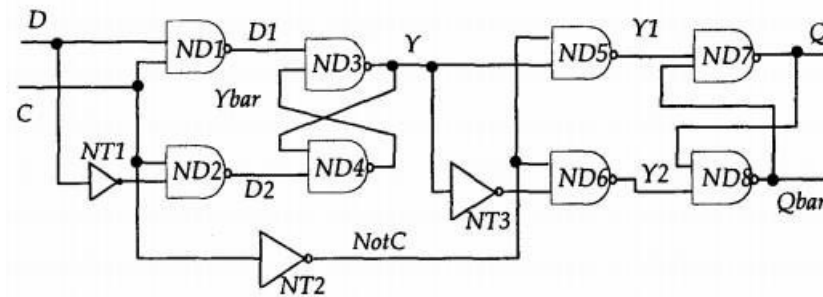 D
ND1
D1
ND3
Y
ND5
Y1
ND7
Q
C
Ybar
NT1
ND2
D2
ND4
NT3
ND6
Y2
ND8
Qbar
NotC
NT2